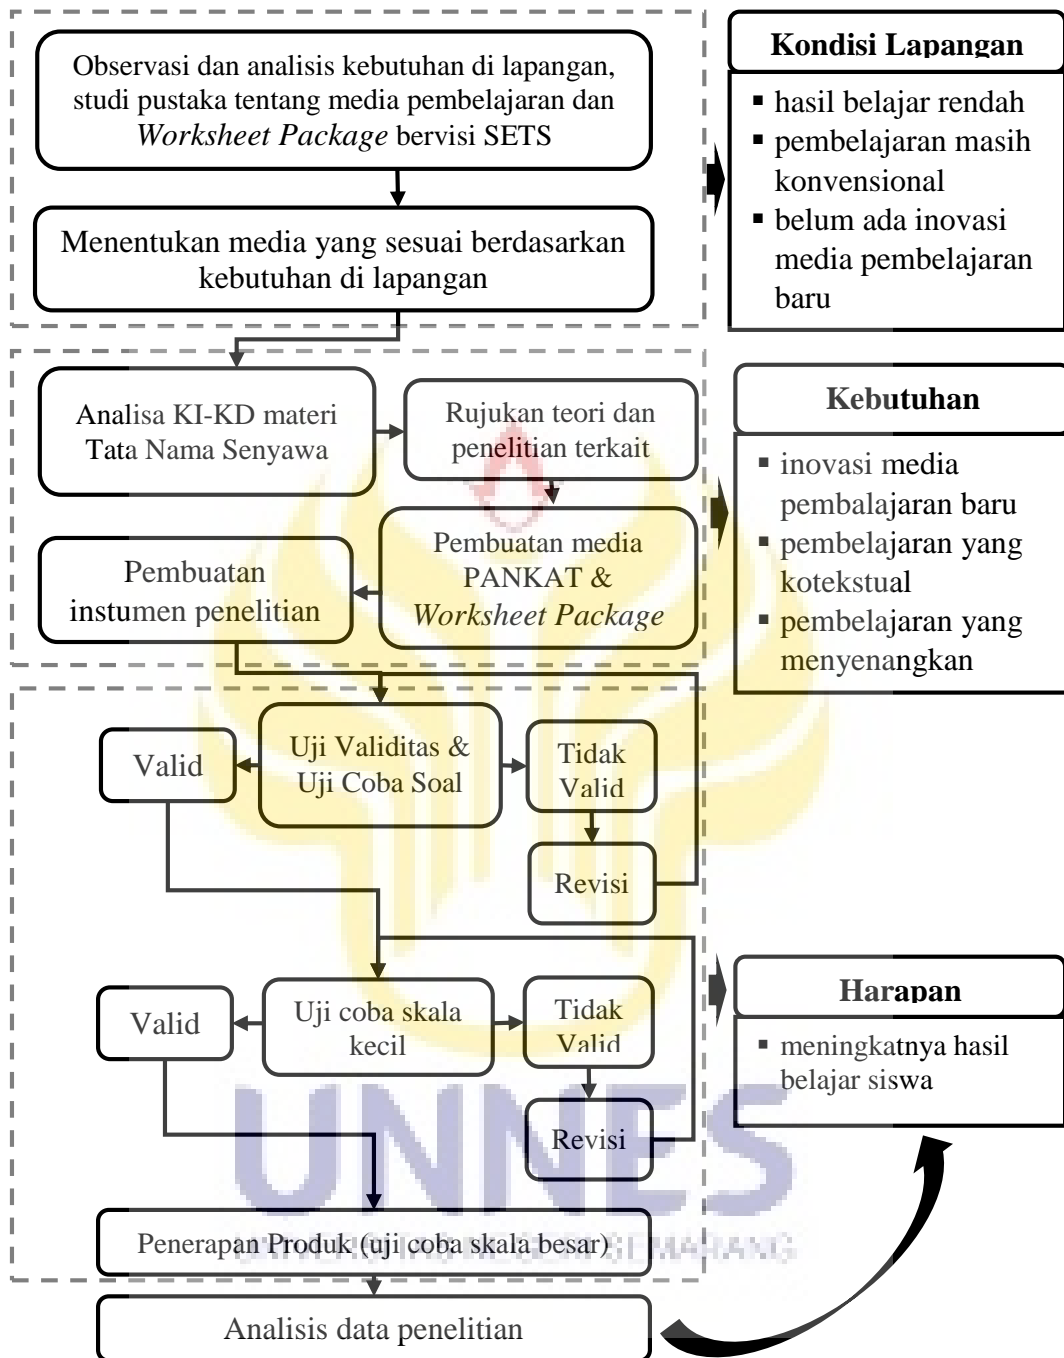 Observasi dan analisis kebutuhan di lapangan,
studi pustaka tentang media pembelajaran dan
Worksheet Package bervisi SETS
Menentukan media yang sesuai berdasarkan
kebutuhan di lapangan
Kondisi Lapangan
▪ hasil belajar rendah
▪ pembelajaran masih
konvensional
▪ belum ada inovasi
media pembelajaran
baru
Analisa KI-KD materi
Tata Nama Senyawa
Rujukan teori dan
penelitian terkait
Pembuatan
instumen penelitian
Pembuatan media
PANKAT &
Worksheet Package
Kebutuhan
▪ inovasi media
pembalajaran baru
▪ pembelajaran yang
kotekstual
▪ pembelajaran yang
menyenangkan
Valid
Uji Validitas &
Uji Coba Soal
Tidak
Valid
Revisi
Valid
Uji coba skala
kecil
Tidak
Valid
Revisi
Harapan
▪ meningkatnya hasil
belajar siswa
UNNES
Penerapan Produk (uji coba skala besar)
SEMARANG
Analisis data penelitian